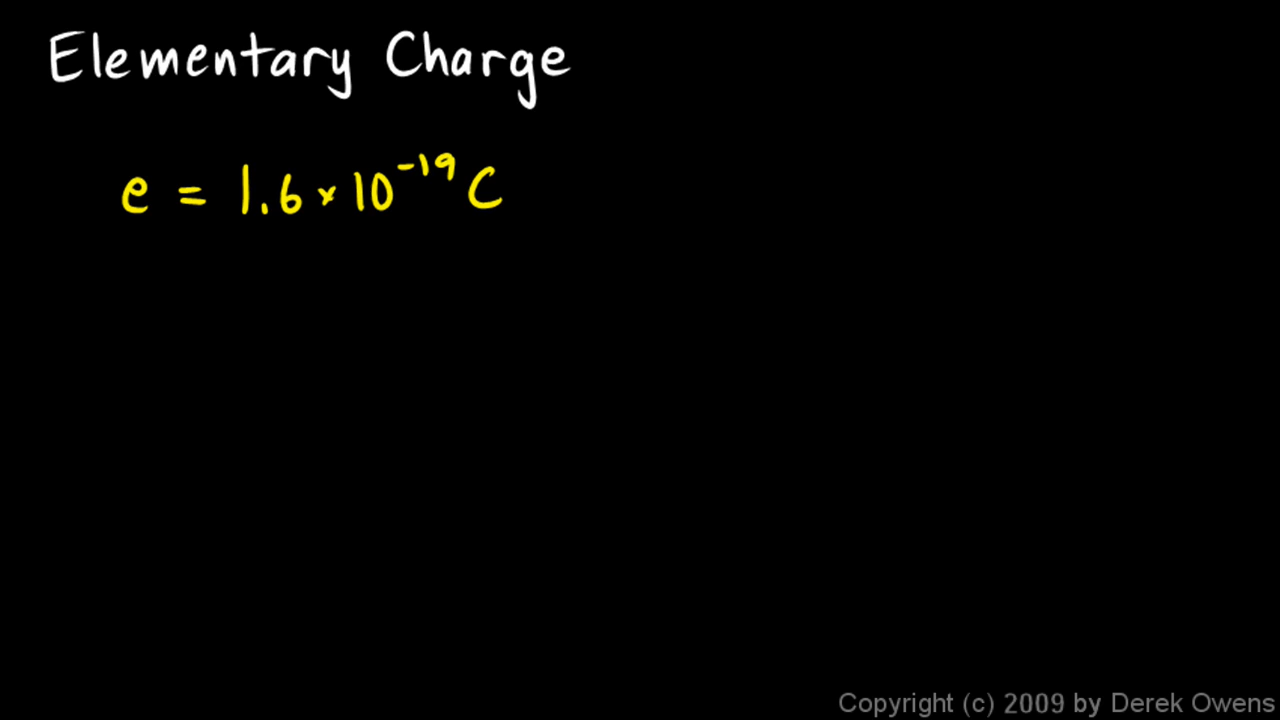 Elementary Charge
e = 1.6 × 10⁻¹⁹ C
Copyright (c) 2009 by Derek Owens